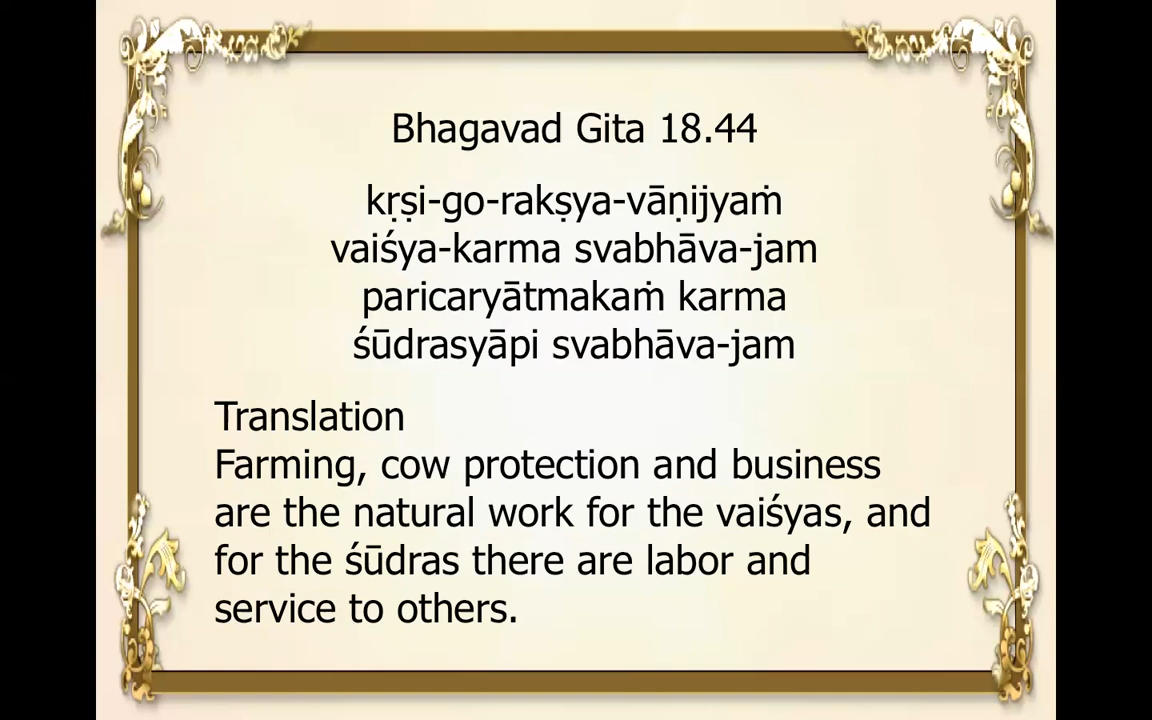 Bhagavad Gita 18.44
kṛṣi-go-rakṣya-vāṇijyaṁ
vaiśya-karma svabhāva-jam
paricaryātmakaṁ karma
śūdrasyāpi svabhāva-jam
Translation
Farming, cow protection and business
are the natural work for the vaiśyas, and
for the śūdras there are labor and
service to others.